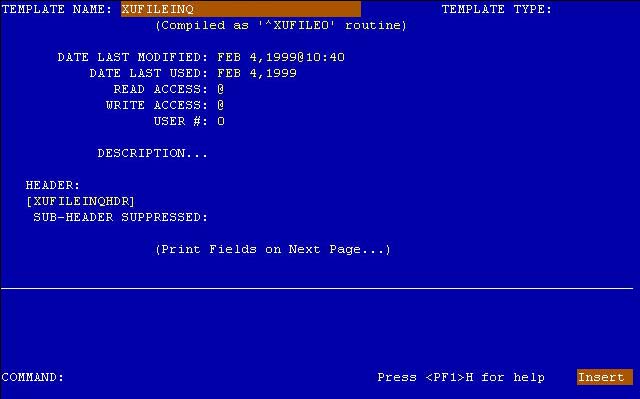 TEMPLATE NAME: XUFILEINQ TEMPLATE TYPE:
(Compiled as '^XUFILE0' routine)
DATE LAST MODIFIED: FEB 4,1999@10:40
DATE LAST USED: FEB 4,1999
READ ACCESS: @
WRITE ACCESS: @
USER #: 0
DESCRIPTION...
HEADER:
[XUFILEINQHDR]
SUB-HEADER SUPPRESSED:
(Print Fields on Next Page...)
COMMAND: Press <PF1>H for help Insert